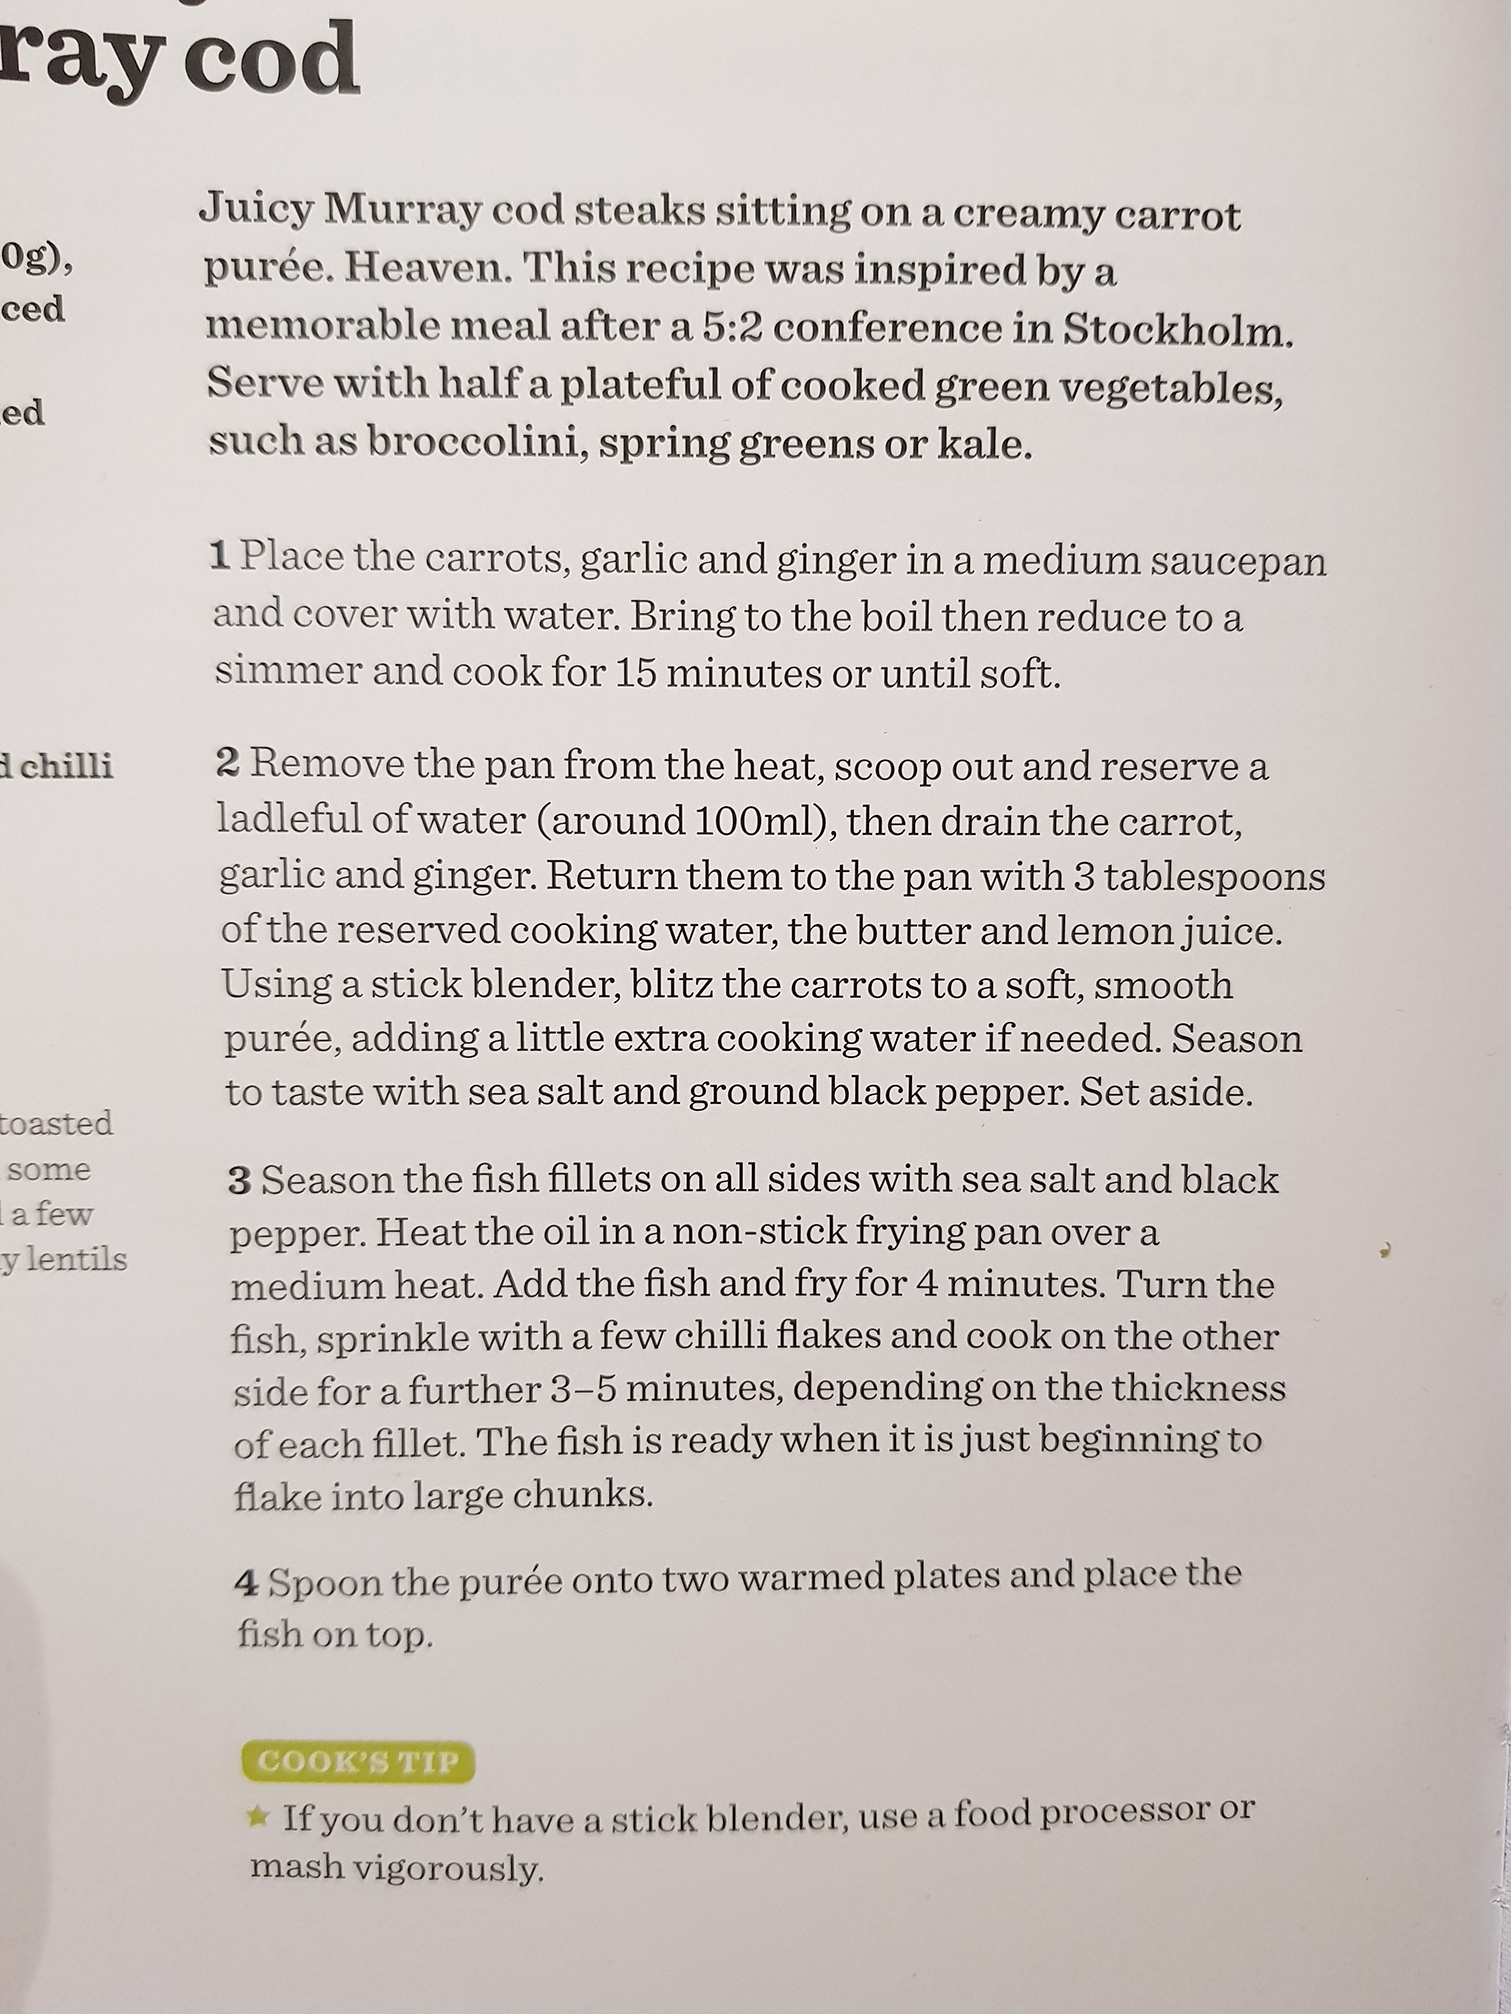 ray cod
0g),
ced
ed
d chilli
toasted
some
a few
y lentils
Juicy Murray cod steaks sitting on a creamy carrot
purée. Heaven. This recipe was inspired by a
memorable meal after a 5:2 conference in Stockholm.
Serve with half a plateful of cooked green vegetables,
such as broccolini, spring greens or kale.
1 Place the carrots, garlic and ginger in a medium saucepan
and cover with water. Bring to the boil then reduce to a
simmer and cook for 15 minutes or until soft.
2 Remove the pan from the heat, scoop out and reserve a
ladleful of water (around 100ml), then drain the carrot,
garlic and ginger. Return them to the pan with 3 tablespoons
of the reserved cooking water, the butter and lemon juice.
Using a stick blender, blitz the carrots to a soft, smooth
purée, adding a little extra cooking water if needed. Season
to taste with sea salt and ground black pepper. Set aside.
3 Season the fish fillets on all sides with sea salt and black
pepper. Heat the oil in a non-stick frying pan over a
medium heat. Add the fish and fry for 4 minutes. Turn the
fish, sprinkle with a few chilli flakes and cook on the other
side for a further 3–5 minutes, depending on the thickness
of each fillet. The fish is ready when it is just beginning to
flake into large chunks.
4 Spoon the purée onto two warmed plates and place the
fish on top.
COOK'S TIP
★ If you don't have a stick blender, use a food processor or
mash vigorously.